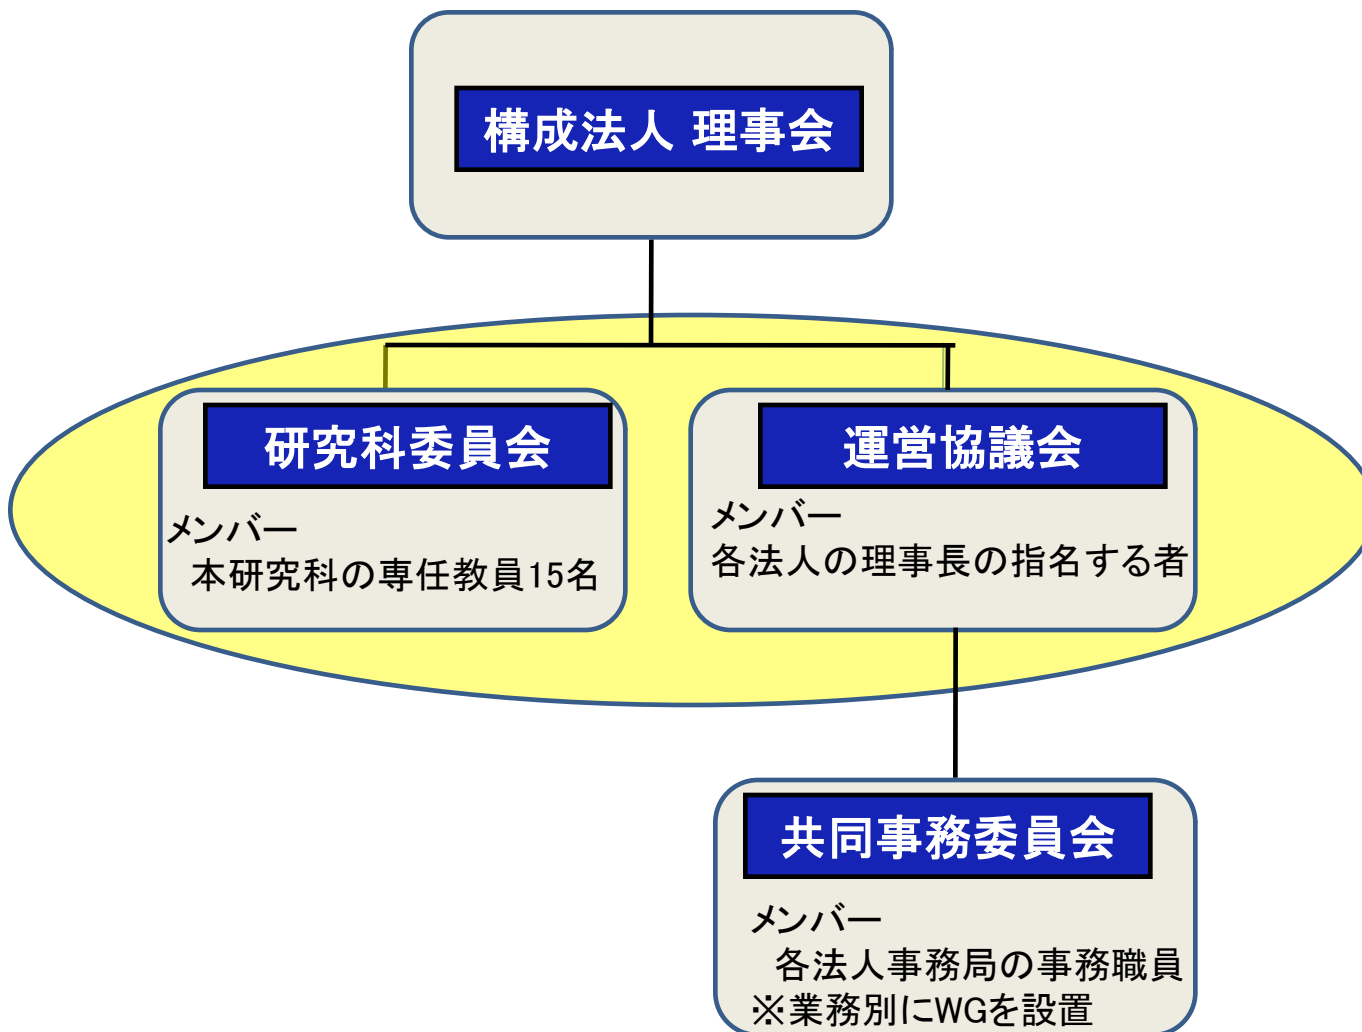 構成法人 理事会
研究科委員会
メンバー
本研究科の専任教員15名
運営協議会
メンバー
各法人の理事長の指名する者
共同事務委員会
メンバー
各法人事務局の事務職員
※業務別にWGを設置